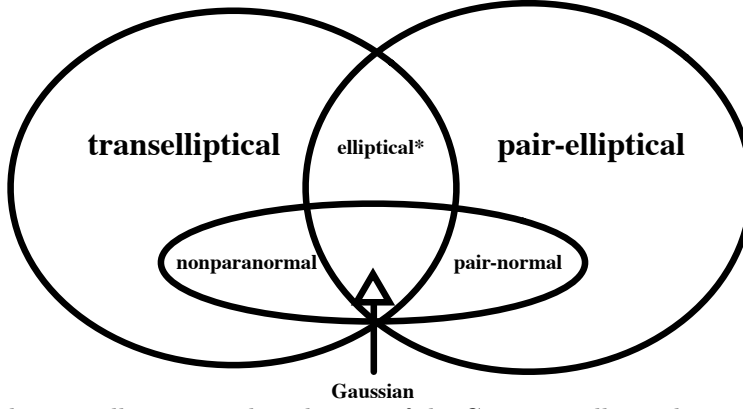 transelliptical
elliptical*
pair-elliptical
nonparanormal
pair-normal
Gaussian